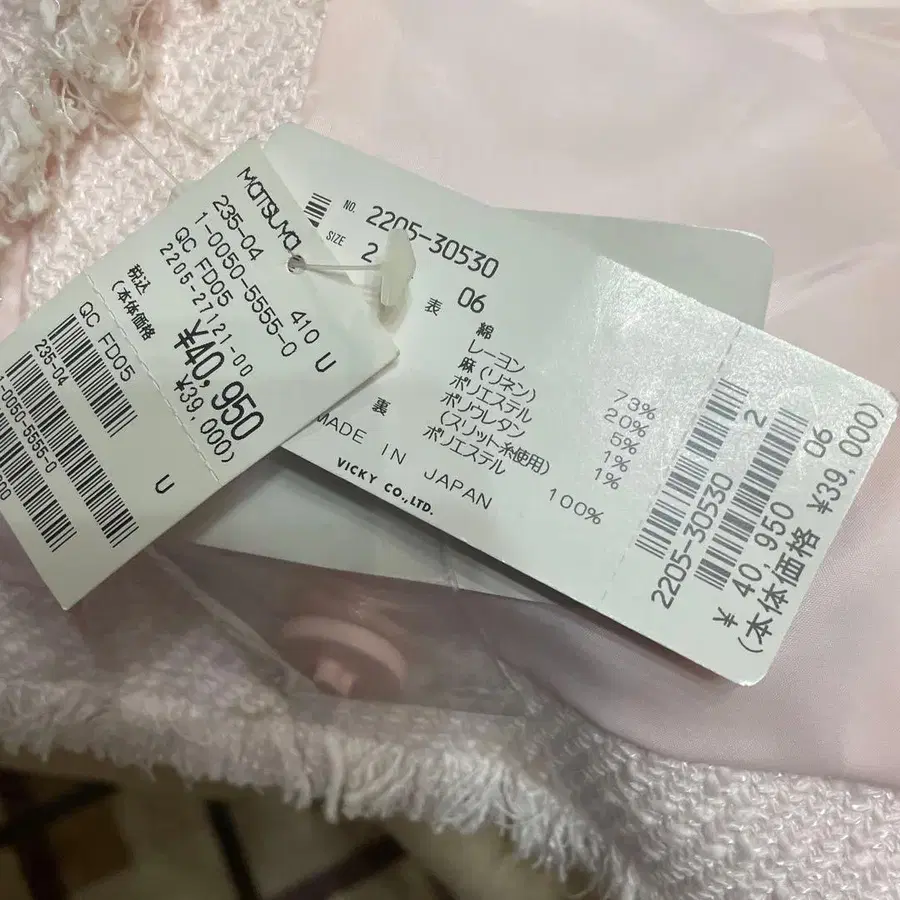 Matsuya
235-04 410 U
1-0050-5555-0
QC FD05
2205-27121-00
税込 ¥40,950
(本体価格 ¥39,000)
QC FD05 U
235-04
1-0050-5555-0
NO. 2205-30530
SIZE 2 06
表 綿 73%
レーヨン 20%
麻(リネン) 5%
ポリエステル 1%
ポリウレタン 1%
(スリット糸使用)
裏 ポリエステル 100%
MADE IN JAPAN
VICKY CO.,LTD.
2205-30530
2 06
¥ 40,950
(本体価格 ¥39,000)